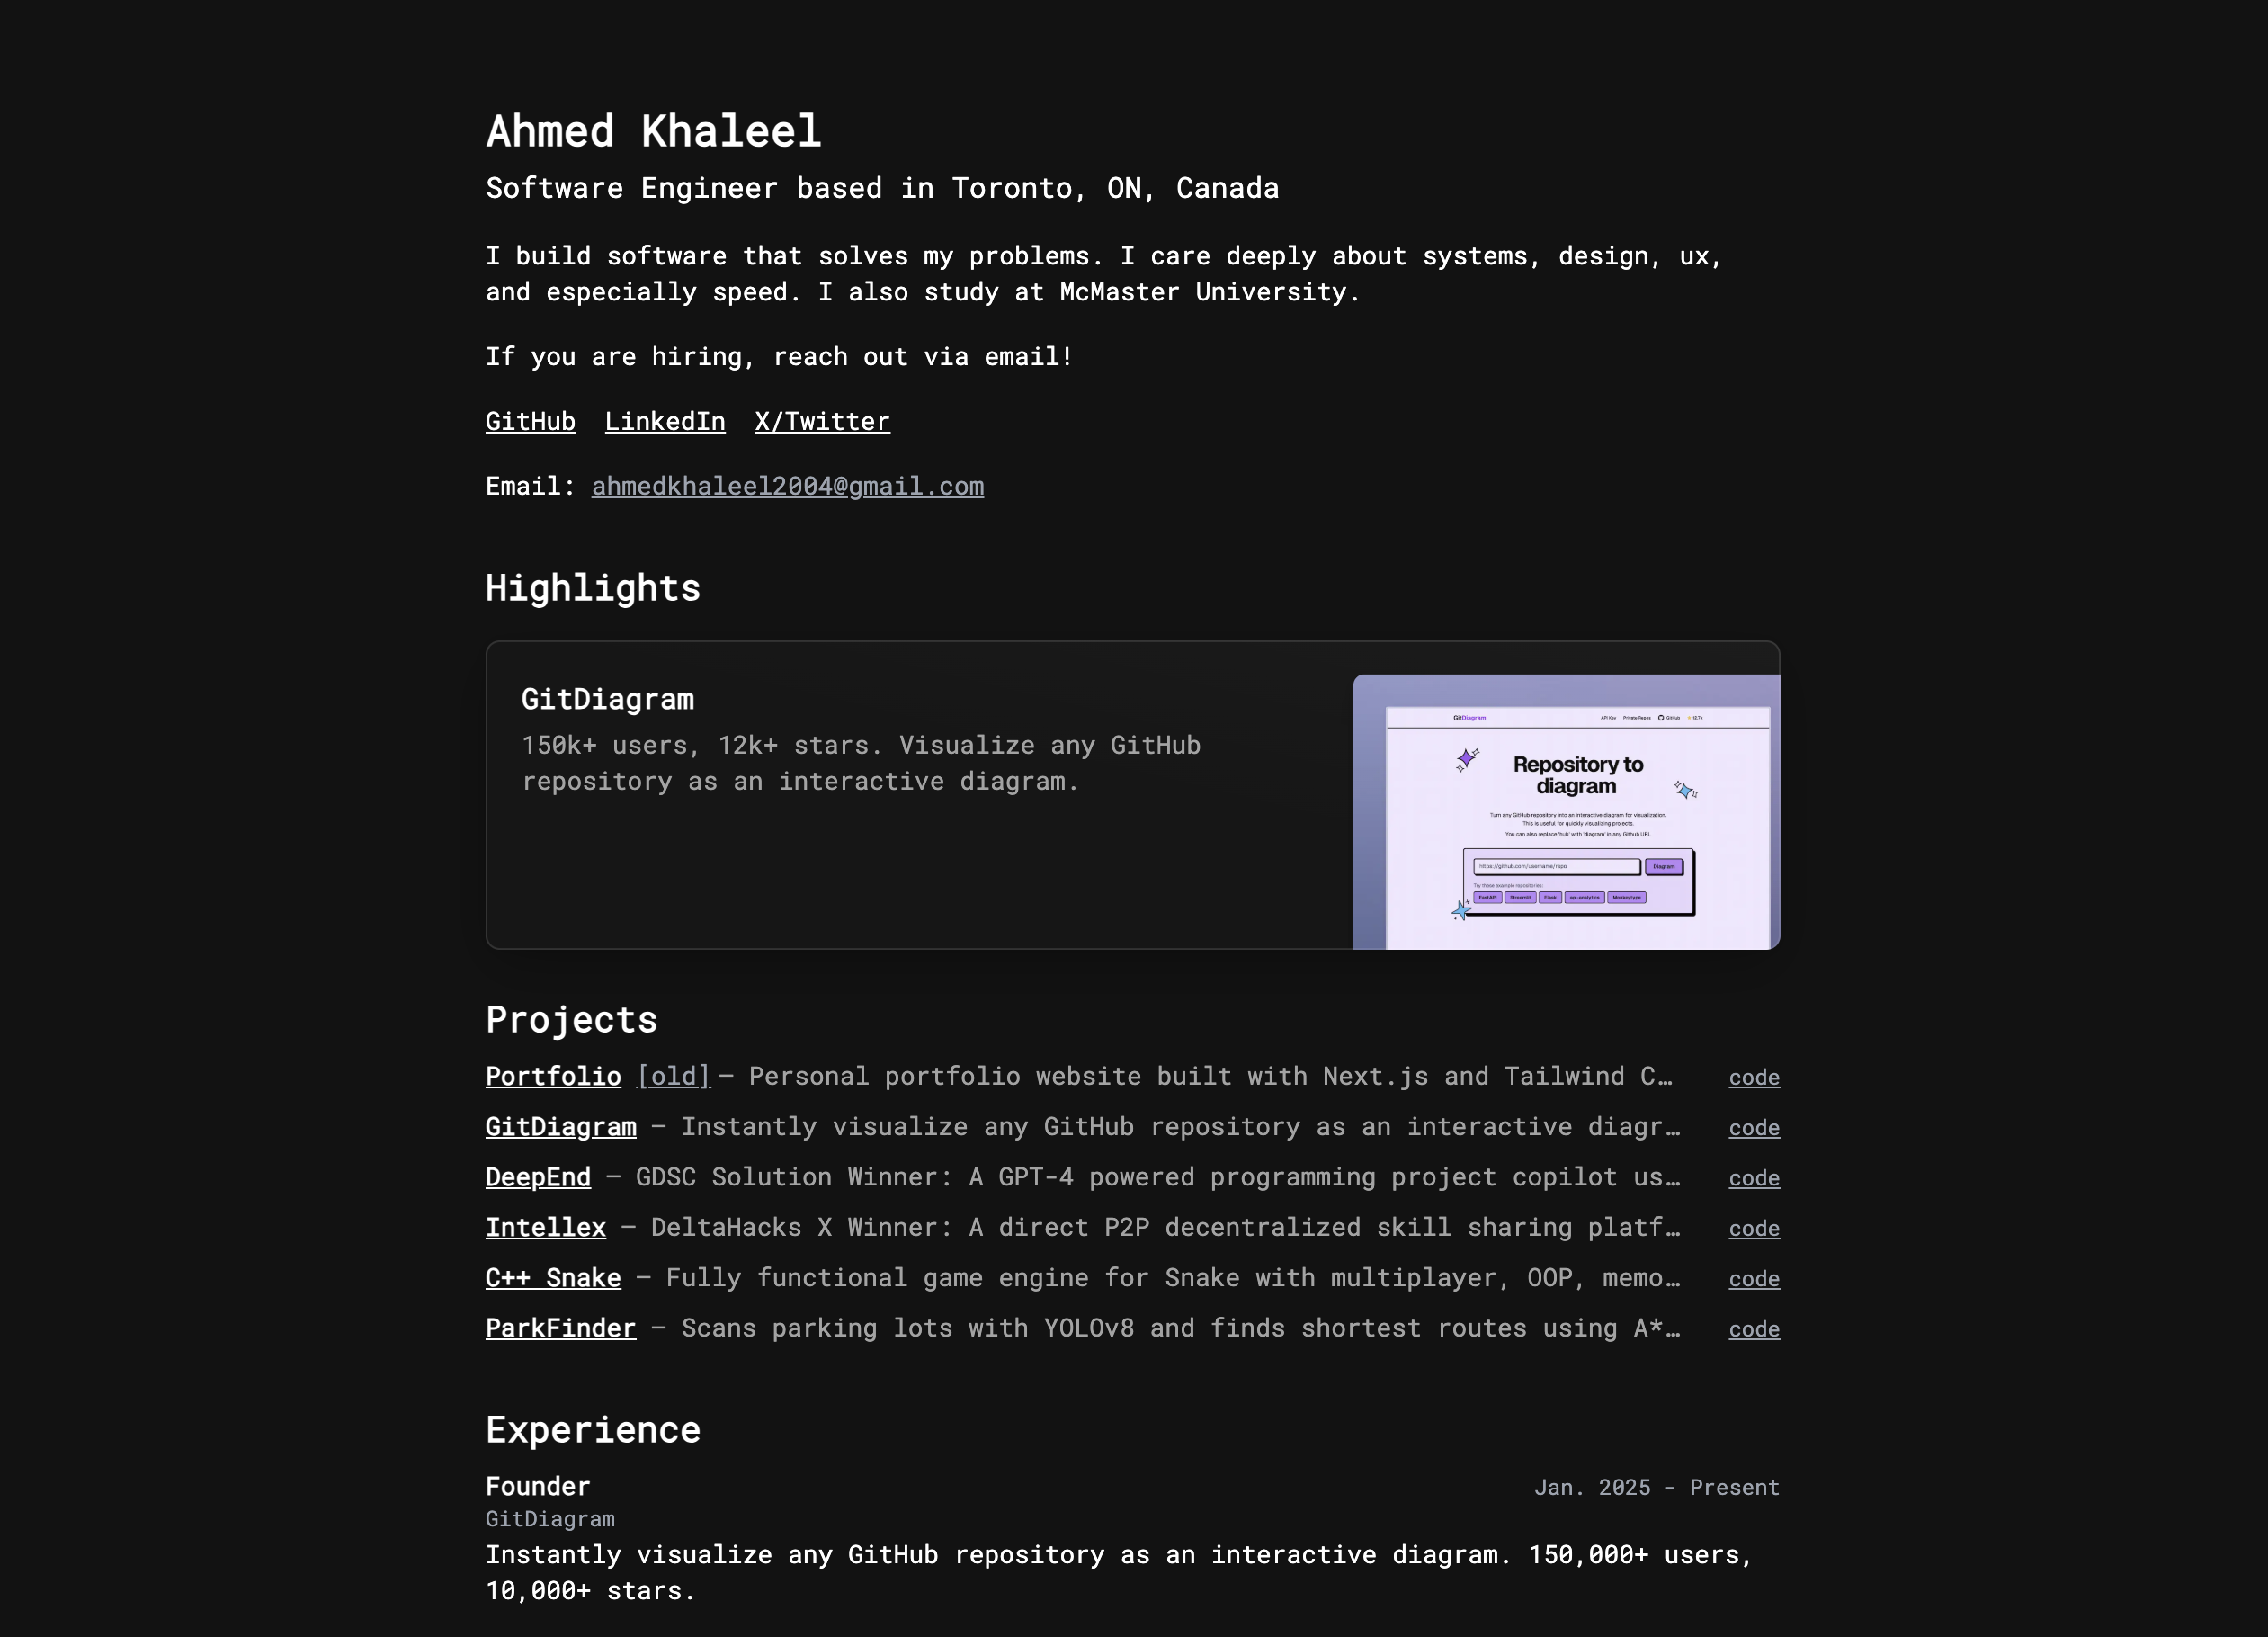 Ahmed Khaleel
Software Engineer based in Toronto, ON, Canada
I build software that solves my problems. I care deeply about systems, design, ux,
and especially speed. I also study at McMaster University.
If you are hiring, reach out via email!
GitHub LinkedIn X/Twitter
Email: ahmedkhaleel2004@gmail.com
Highlights
GitDiagram
150k+ users, 12k+ stars. Visualize any GitHub
repository as an interactive diagram.
GitDiagram API Key Private Repos GitHub 12.7k
Repository to
diagram
Turn any GitHub repository into an interactive diagram for visualization.
This is useful for quickly visualizing projects.
You can also replace 'hub' with 'diagram' in any Github URL
https://github.com/username/repo Diagram
Try these example repositories:
FastAPI Streamlit Flask api-analytics Monkeytype
Projects
Portfolio [old] — Personal portfolio website built with Next.js and Tailwind C… code
GitDiagram — Instantly visualize any GitHub repository as an interactive diagr… code
DeepEnd — GDSC Solution Winner: A GPT-4 powered programming project copilot us… code
Intellex — DeltaHacks X Winner: A direct P2P decentralized skill sharing platf… code
C++ Snake — Fully functional game engine for Snake with multiplayer, OOP, memo… code
ParkFinder — Scans parking lots with YOLOv8 and finds shortest routes using A*… code
Experience
Founder Jan. 2025 - Present
GitDiagram
Instantly visualize any GitHub repository as an interactive diagram. 150,000+ users,
10,000+ stars.